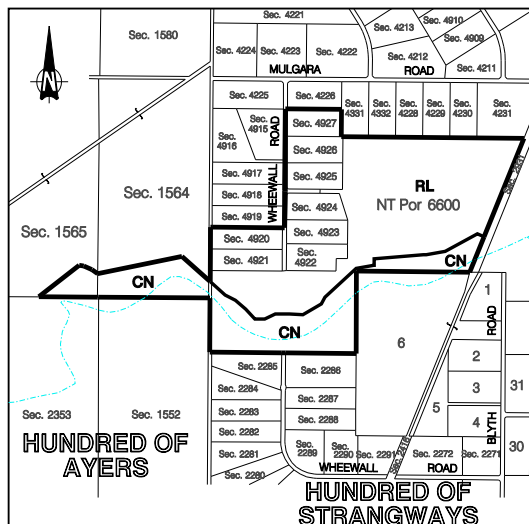 Sec. 4221
Sec. 1580
Sec. 4213
Sec. 4910
Sec. 4909
Sec. 4224
Sec. 4223
Sec. 4222
Sec. 4212
Sec. 4211
MULGARA
ROAD
N
Sec. 4225
Sec. 4226
Sec. 4331
Sec. 4332
Sec. 4228
Sec. 4229
Sec. 4230
Sec. 4231
Sec. 4915
ROAD
Sec. 4927
Sec. 4916
Sec. 4926
Sec. 4917
Sec. 4925
Sec. 1564
Sec. 4918
WHEEWALL
RL
NT Por 6600
Sec. 4919
Sec. 4924
Sec. 1565
Sec. 4920
Sec. 4923
Sec. 4921
Sec. 4922
CN
CN
CN
1
ROAD
6
2
Sec. 2285
Sec. 2286
Sec. 2284
3
31
Sec. 2287
Sec. 2283
Sec. 2288
5
4
BLYTH
Sec. 2353
Sec. 1552
Sec. 2282
Sec. 2281
Sec. 2289
Sec. 2290
Sec. 2291
Sec. 2316
Sec. 2272
Sec. 2271
30
HUNDRED OF
AYERS
Sec. 2280
WHEEWALL
ROAD
HUNDRED OF
STRANGWAYS